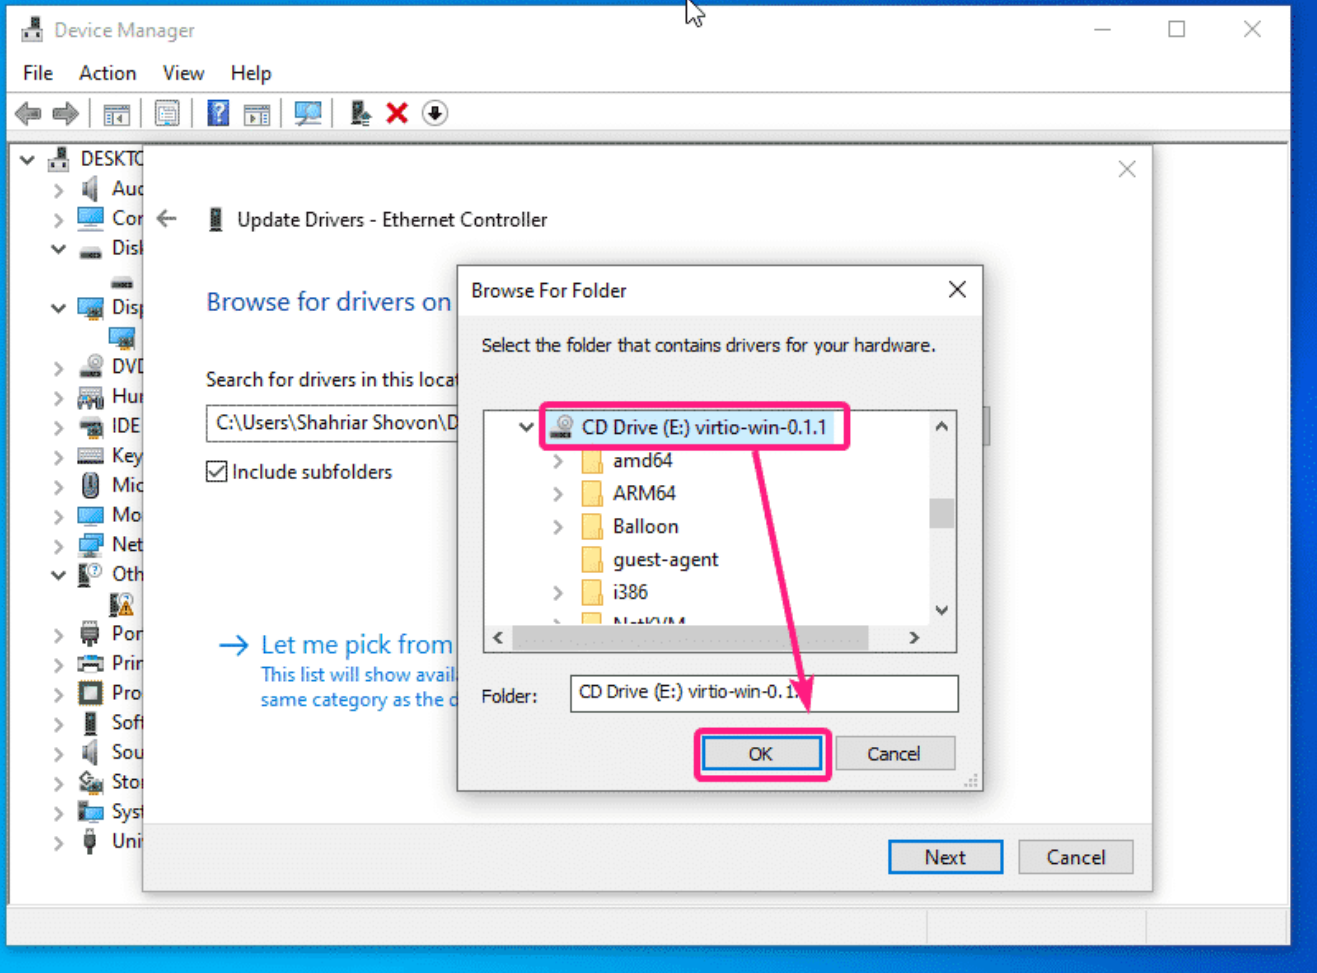 Device Manager
File Action View Help
DESKTO
Aud
Cor
Disk
Disp
DVD
Hur
IDE
Key
Mic
Mo
Net
Oth
Por
Prin
Pro
Soft
Sou
Stor
Syst
Uni
Update Drivers - Ethernet Controller
Browse for drivers on
Search for drivers in this locat
C:\Users\Shahriar Shovon\D
Include subfolders
Let me pick from
This list will show avail
same category as the d
Browse For Folder
Select the folder that contains drivers for your hardware.
CD Drive (E:) virtio-win-0.1.1
amd64
ARM64
Balloon
guest-agent
i386
NetKVM
Folder: CD Drive (E:) virtio-win-0.1.
OK Cancel
Next Cancel